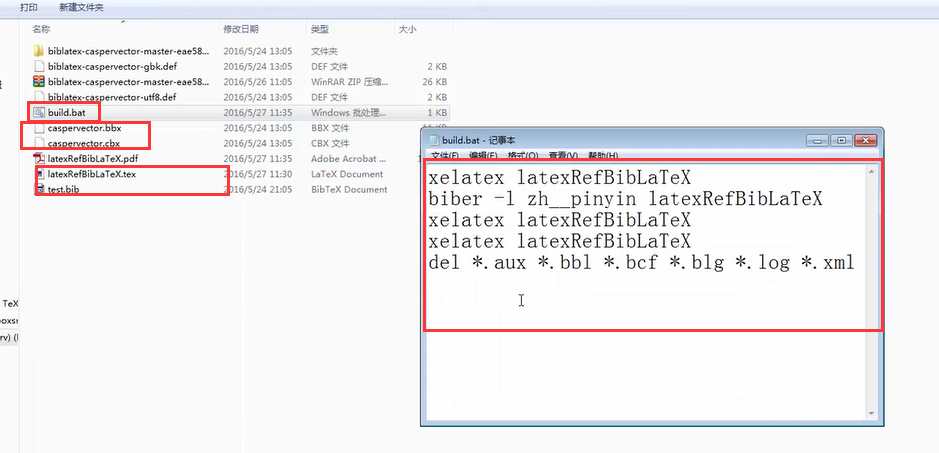 打印 新建文件夹
名称 修改日期 类型 大小
biblatex-caspervector-master-eae58... 2016/5/24 13:05 文件夹
biblatex-caspervector-gbk.def 2016/5/24 13:05 DEF 文件 2 KB
biblatex-caspervector-master-eae58... 2016/5/26 11:05 WinRAR ZIP 压缩... 26 KB
biblatex-caspervector-utf8.def 2016/5/24 13:05 DEF 文件 2 KB
build.bat 2016/5/27 11:35 Windows 批处理... 1 KB
caspervector.bbx 2016/5/24 13:05 BBX 文件 11 KB
caspervector.cbx 2016/5/24 13:05 CBX 文件
latexRefBibLaTeX.pdf 2016/5/27 11:35 Adobe Acrobat ...
latexRefBibLaTeX.tex 2016/5/27 11:30 LaTeX Document
test.bib 2016/5/24 21:05 BibTeX Document
TeX
boxsr
rv) (
build.bat - 记事本
文件(F) 编辑(E) 格式(O) 查看(V) 帮助(H)
xelatex latexRefBibLaTeX
biber -l zh__pinyin latexRefBibLaTeX
xelatex latexRefBibLaTeX
xelatex latexRefBibLaTeX
del *.aux *.bbl *.bcf *.blg *.log *.xml